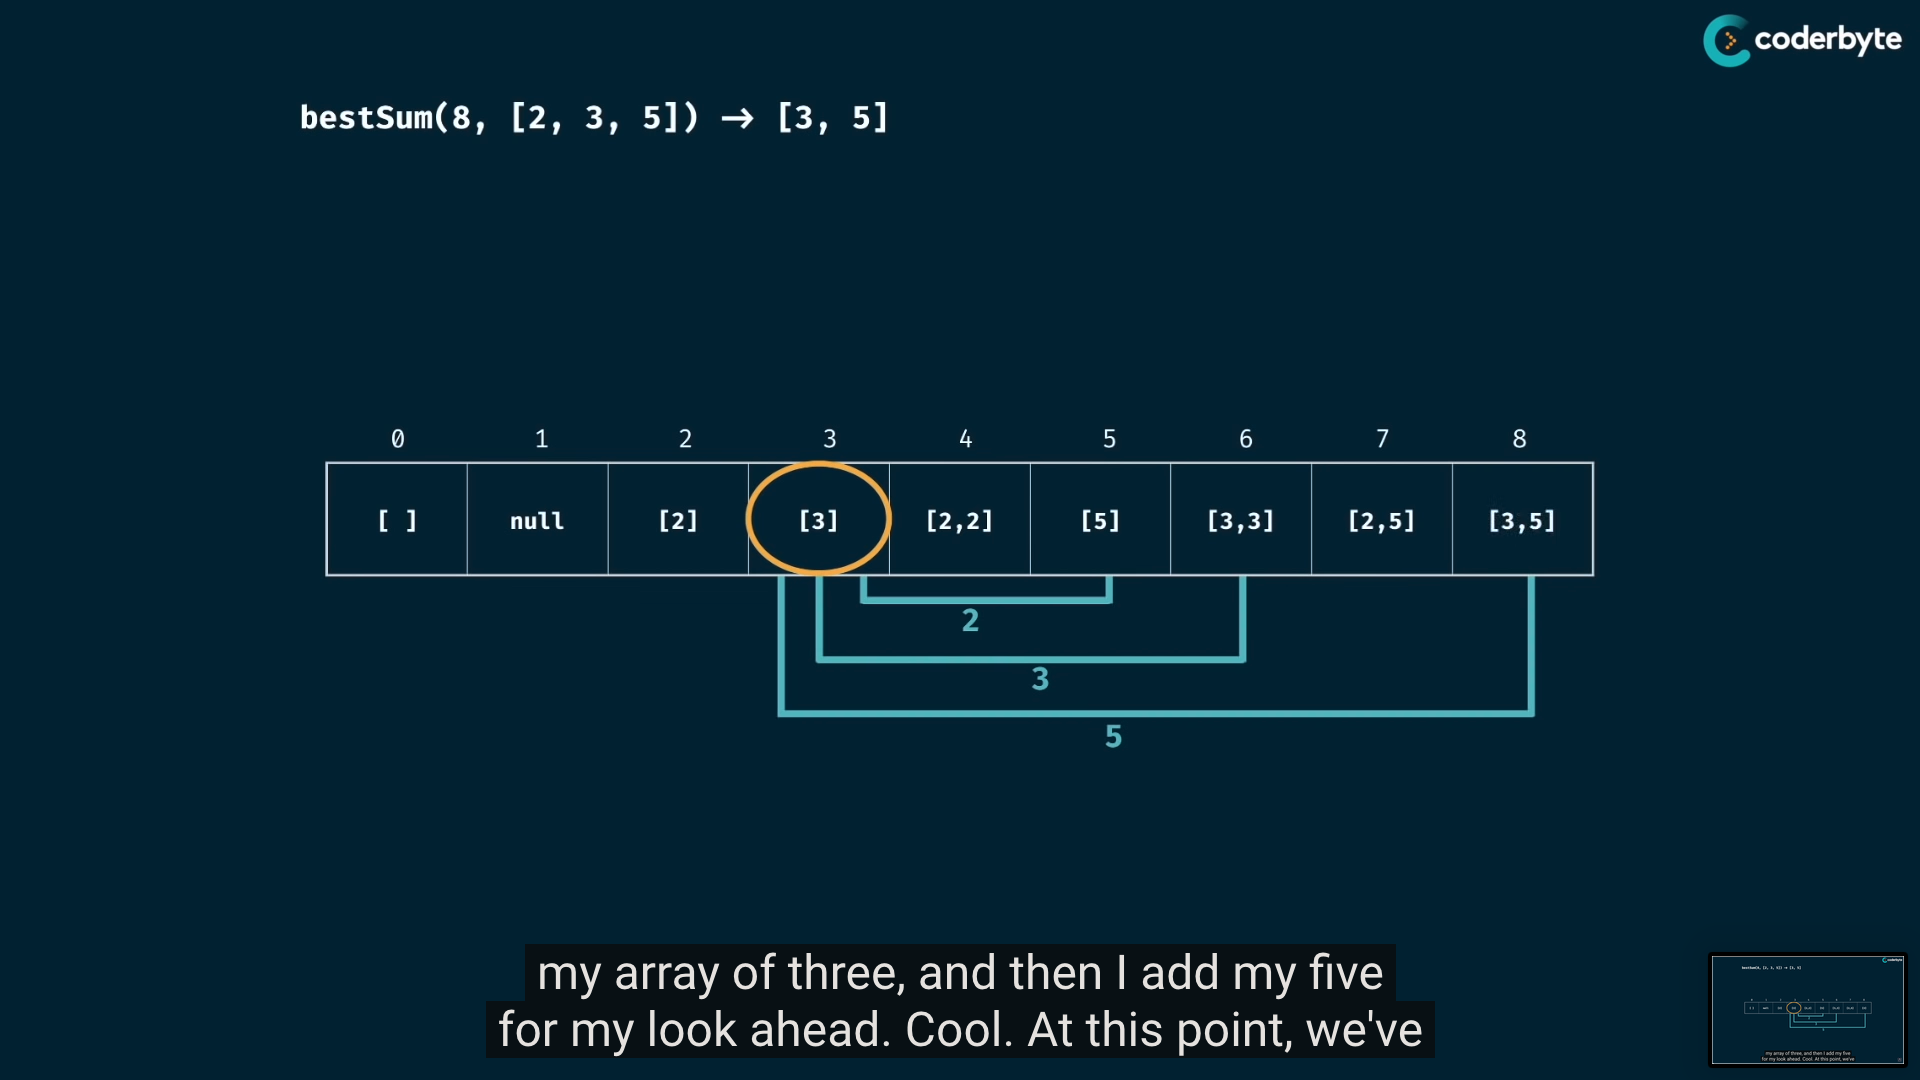 coderbyte
bestSum(8, [2, 3, 5]) → [3, 5]
0 1 2 3 4 5 6 7 8
[ ] null [2] [3] [2,2] [5] [3,3] [2,5] [3,5]
2
3
5
my array of three, and then I add my five
for my look ahead. Cool. At this point, we've